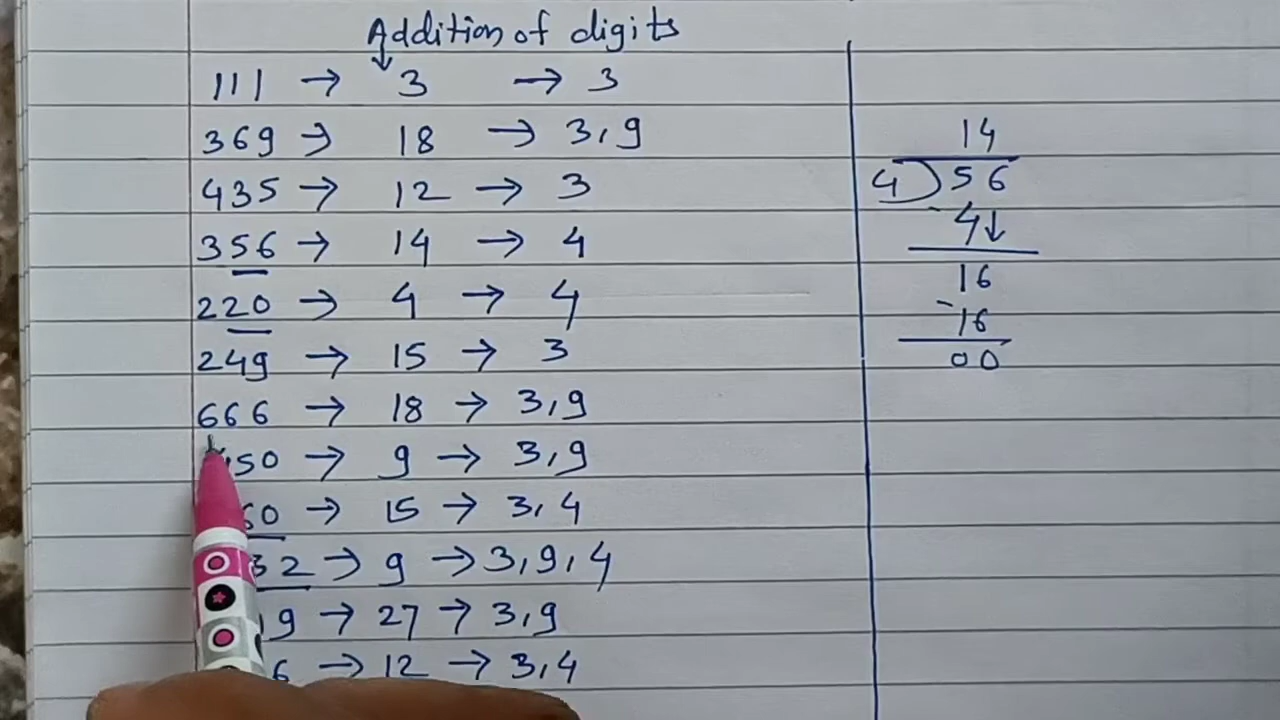 Addition of digits
↓
111 → 3 → 3
369 → 18 → 3,9
435 → 12 → 3
356 → 14 → 4
220 → 4 → 4
249 → 15 → 3
666 → 18 → 3,9
50 → 9 → 3,9
60 → 15 → 3,4
32 → 9 → 3,9,4
9 → 27 → 3,9
6 → 12 → 3,4
14
4)56
-4↓
16
-16
00